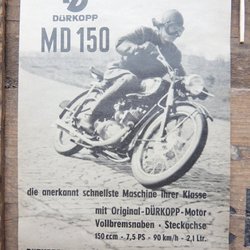 DÜRKOPP
MD 150
die anerkannt schnellste Maschine Ihrer Klasse
mit Original-DÜRKOPP-Motor
Vollbremsnaben - Steckachse
150 ccm - 7,5 PS - 90 km/h - 2,1 Ltr.